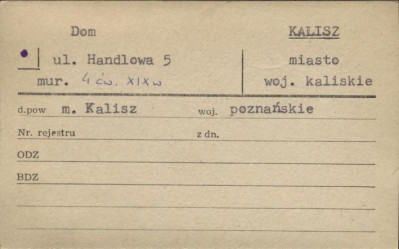 Dom KALISZ
ul. Handlowa 5 miasto
mur. 4 ćw. XIXw woj. kaliskie
d.pow m. Kalisz woj. poznańskie
Nr. rejestru z dn.
ODZ
BDZ